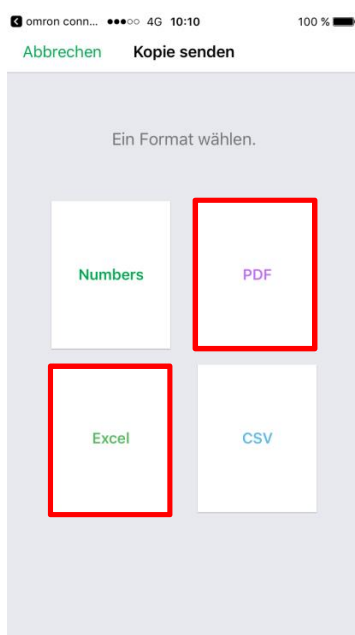 omron conn... 4G 10:10 100 %
Abbrechen Kopie senden
Ein Format wählen.
Numbers PDF
Excel CSV